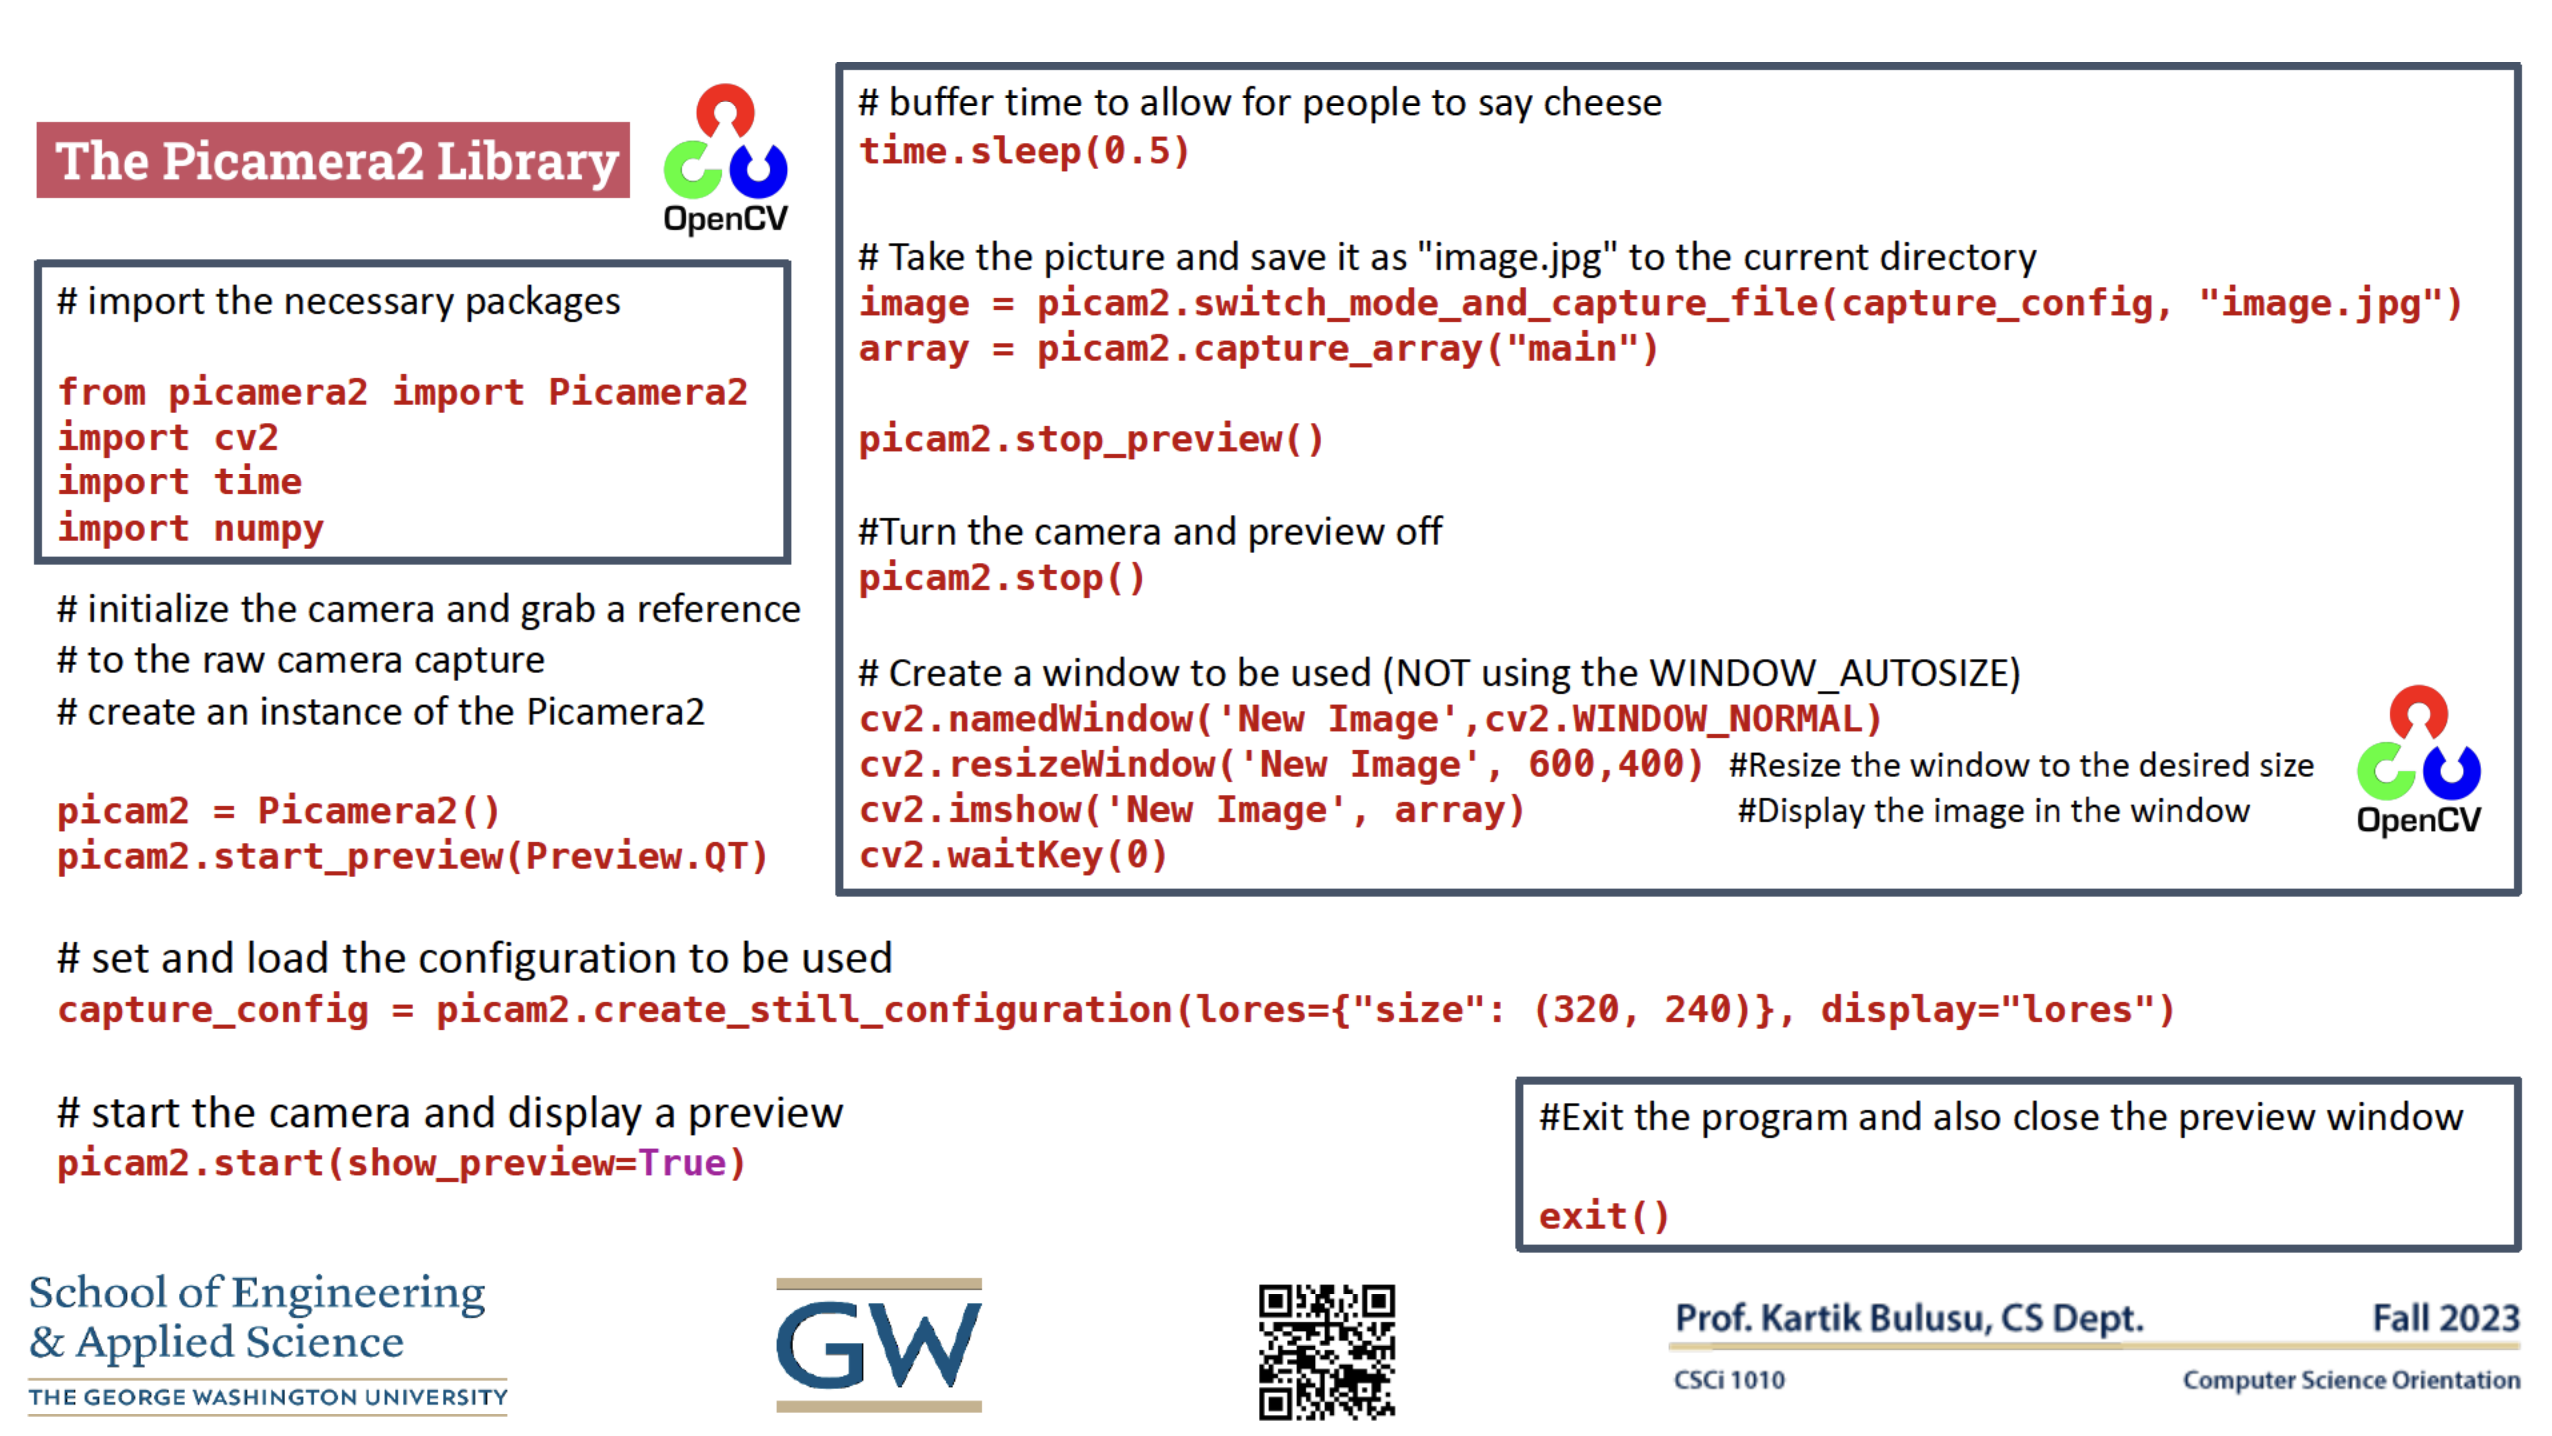 The Picamera2 Library
OpenCV
# import the necessary packages
from picamera2 import Picamera2
import cv2
import time
import numpy
# initialize the camera and grab a reference
# to the raw camera capture
# create an instance of the Picamera2
picam2 = Picamera2()
picam2.start_preview(Preview.QT)
# set and load the configuration to be used
capture_config = picam2.create_still_configuration(lores={"size": (320, 240)}, display="lores")
# start the camera and display a preview
picam2.start(show_preview=True)
# buffer time to allow for people to say cheese
time.sleep(0.5)
# Take the picture and save it as "image.jpg" to the current directory
image = picam2.switch_mode_and_capture_file(capture_config, "image.jpg")
array = picam2.capture_array("main")
picam2.stop_preview()
#Turn the camera and preview off
picam2.stop()
# Create a window to be used (NOT using the WINDOW_AUTOSIZE)
cv2.namedWindow('New Image',cv2.WINDOW_NORMAL)
cv2.resizeWindow('New Image', 600,400) #Resize the window to the desired size
cv2.imshow('New Image', array) #Display the image in the window
cv2.waitKey(0)
OpenCV
#Exit the program and also close the preview window
exit()
School of Engineering
& Applied Science
THE GEORGE WASHINGTON UNIVERSITY
GW
Prof. Kartik Bulusu, CS Dept. Fall 2023
CSCi 1010 Computer Science Orientation